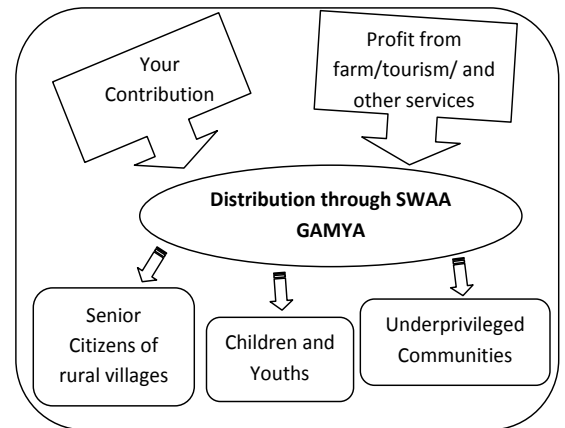 Your
Contribution
Profit from
farm/tourism/ and
other services
Distribution through SWAA
GAMYA
Senior
Citizens of
rural villages
Children and
Youths
Underprivileged
Communities